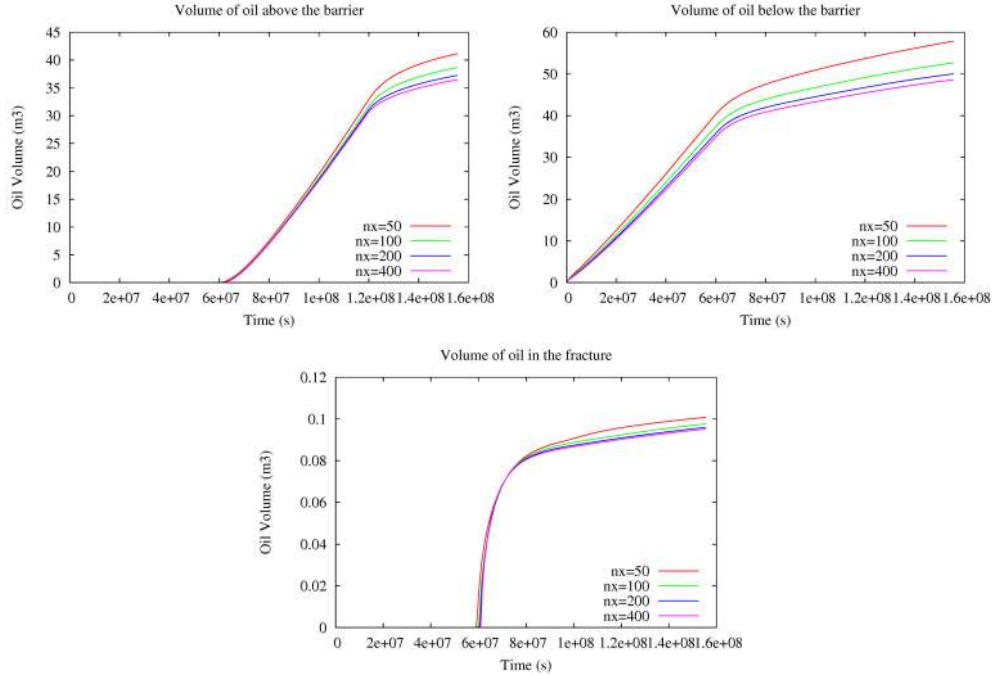 Volume of oil above the barrier
45
40
35
30
25
20
15
10
5
0
Oil Volume (m3)
nx=50
nx=100
nx=200
nx=400
0 2e+07 4e+07 6e+07 8e+07 1e+08 1.2e+08 1.4e+08 1.6e+08
Time (s)
Volume of oil below the barrier
60
50
40
30
20
10
0
Oil Volume (m3)
nx=50
nx=100
nx=200
nx=400
0 2e+07 4e+07 6e+07 8e+07 1e+08 1.2e+08 1.4e+08 1.6e+08
Time (s)
Volume of oil in the fracture
0.12
0.1
0.08
0.06
0.04
0.02
0
Oil Volume (m3)
nx=50
nx=100
nx=200
nx=400
0 2e+07 4e+07 6e+07 8e+07 1e+08 1.2e+08 1.4e+08 1.6e+08
Time (s)